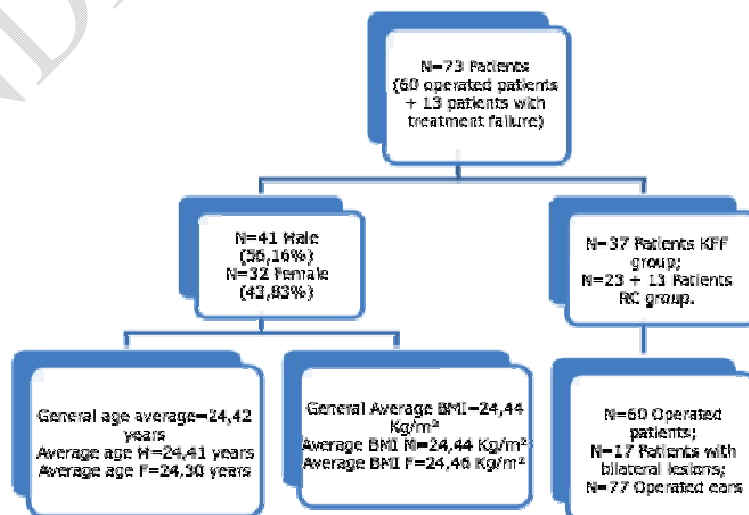 N=73 Patients
(60 operated patients
+ 13 patients with
treatment failure)
N=41 Male
(56,16%)
N=32 Female
(43,83%)
N=37 Patients KFF
group;
N=23 + 13 Patients
RC group.
General age average=24,42
years
Average age M=24,41 years
Average age F=24,30 years
General Average BMI=24,44
Kg/m²
Average BMI M=24,44 Kg/m²
Average BMI F=24,46 Kg/m²
N=60 Operated
patients;
N=17 Patients with
bilateral lesions;
N=77 Operated ears